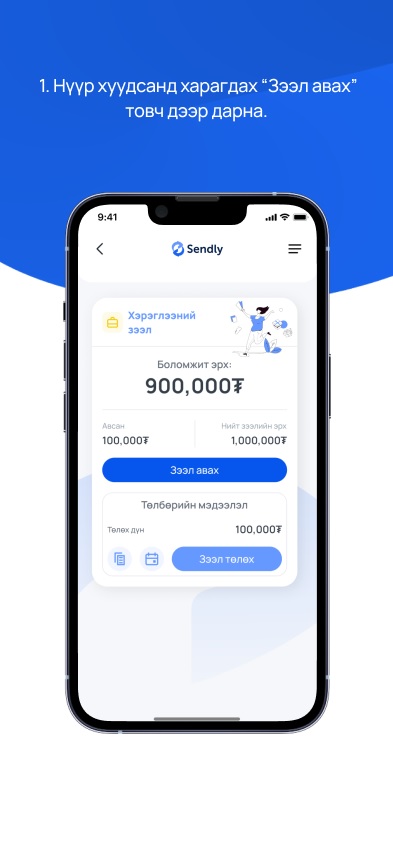 1. Нүүр хуудсанд харагдах “Зээл авах”
товч дээр дарна.
9:41
Sendly
Хэрэглээний
зээл
Боломжит эрх:
900,000₮
Авсан
Нийт зээлийн эрх
100,000₮
1,000,000₮
Зээл авах
Төлбөрийн мэдээлэл
Төлөх дүн
100,000₮
Зээл төлөх